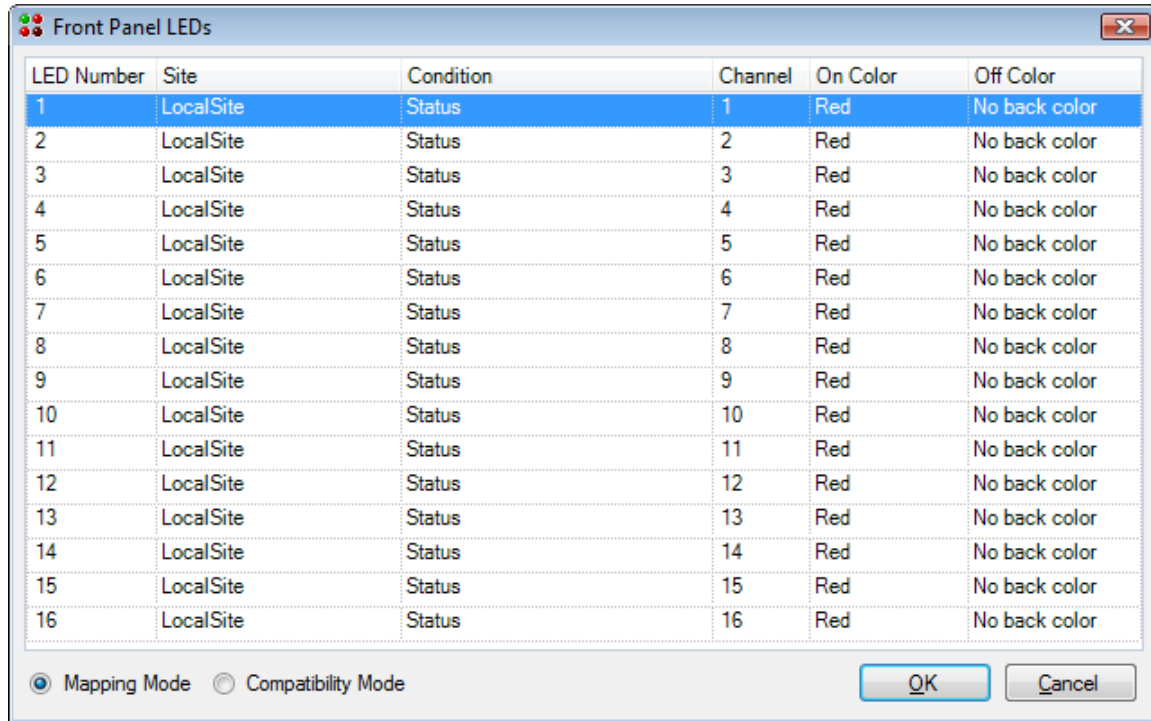 Front Panel LEDs
LED Number Site Condition Channel On Color Off Color
1 LocalSite Status 1 Red No back color
2 LocalSite Status 2 Red No back color
3 LocalSite Status 3 Red No back color
4 LocalSite Status 4 Red No back color
5 LocalSite Status 5 Red No back color
6 LocalSite Status 6 Red No back color
7 LocalSite Status 7 Red No back color
8 LocalSite Status 8 Red No back color
9 LocalSite Status 9 Red No back color
10 LocalSite Status 10 Red No back color
11 LocalSite Status 11 Red No back color
12 LocalSite Status 12 Red No back color
13 LocalSite Status 13 Red No back color
14 LocalSite Status 14 Red No back color
15 LocalSite Status 15 Red No back color
16 LocalSite Status 16 Red No back color
Mapping Mode Compatibility Mode OK Cancel